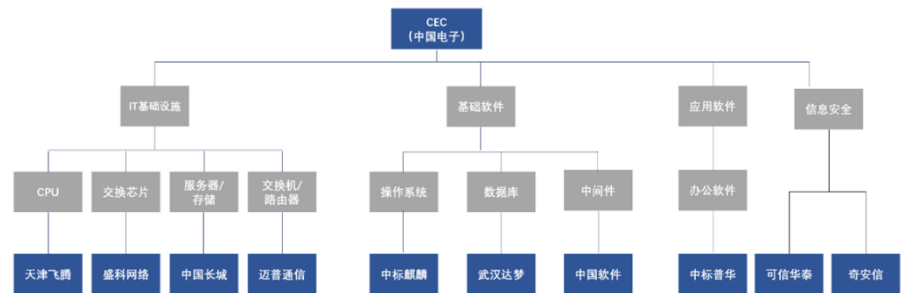 CEC
（中国电子）
IT基础设施
基础软件
应用软件
信息安全
CPU
交换芯片
服务器/
存储
交换机/
路由器
操作系统
数据库
中间件
办公软件
天津飞腾
盛科网络
中国长城
迈普通信
中标麒麟
武汉达梦
中国软件
中标普华
可信华泰
奇安信